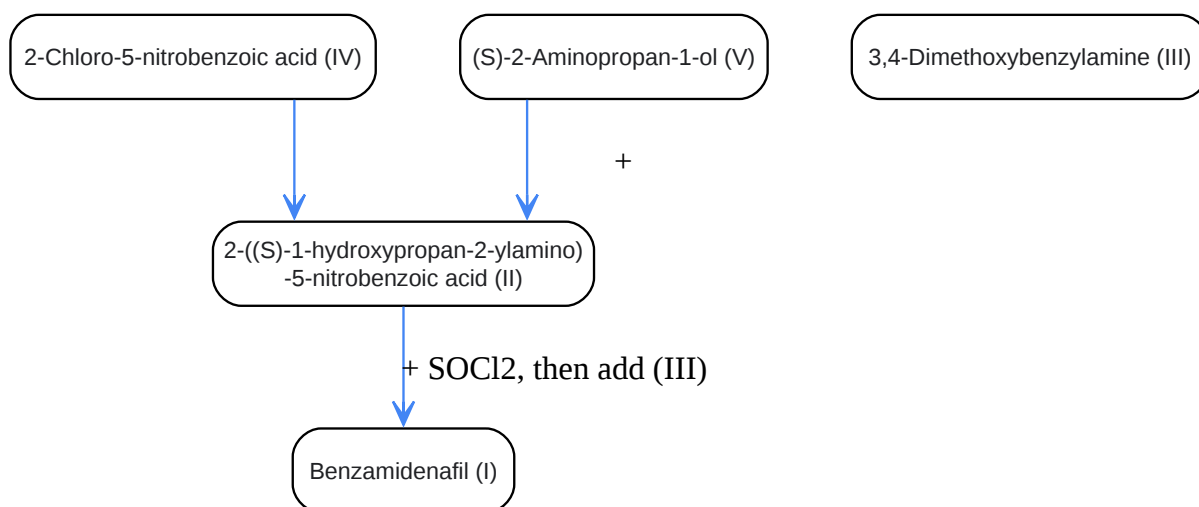 2-Chloro-5-nitrobenzoic acid (IV)
(S)-2-Aminopropan-1-ol (V)
3,4-Dimethoxybenzylamine (III)
+
2-((S)-1-hydroxypropan-2-ylamino)
-5-nitrobenzoic acid (II)
+ SOCl2, then add (III)
Benzamidenafil (I)